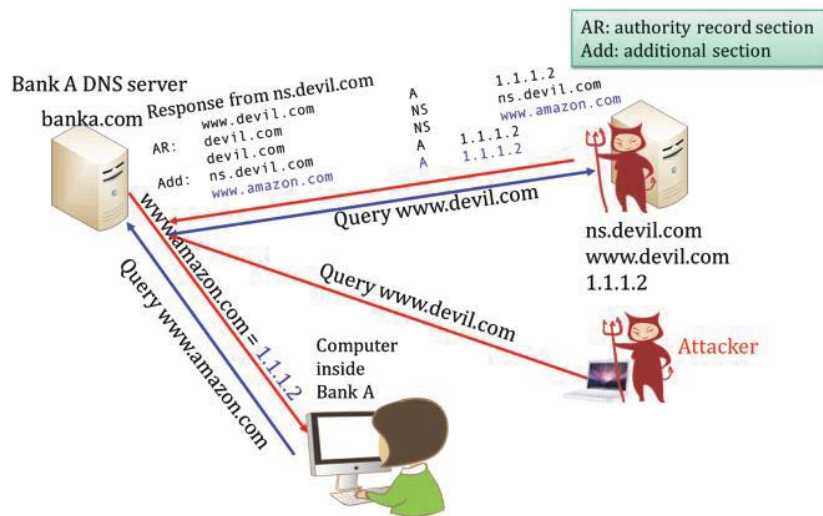 AR: authority record section
Add: additional section
Bank A DNS server
banka.com
Response from ns.devil.com
www.devil.com A 1.1.1.2
AR: devil.com NS ns.devil.com
devil.com NS www.amazon.com
Add: ns.devil.com A 1.1.1.2
www.amazon.com A 1.1.1.2
Query www.devil.com
ns.devil.com
www.devil.com
1.1.1.2
www.amazon.com = 1.1.1.2
Query www.devil.com
Query www.amazon.com
Computer
inside
Bank A
Attacker